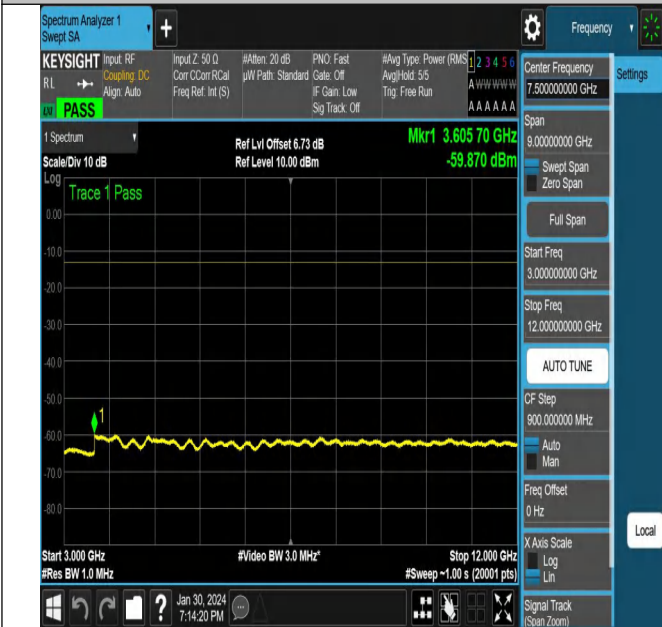 Spectrum Analyzer 1
Swept SA
+
Frequency
KEYSIGHT
RL
Input: RF
Coupling: DC
Align: Auto
Input Z: 50 Ω
Corr CCorr RCal
Freq Ref: Int (S)
#Atten: 20 dB
µW Path: Standard
PNO: Fast
Gate: Off
IF Gain: Low
Sig Track: Off
#Avg Type: Power (RMS
Avg|Hold: 5/5
Trig: Free Run
1 2 3 4 5 6
A W W W W W
A A A A A A
PASS
1 Spectrum
Scale/Div 10 dB
Ref Lvl Offset 6.73 dB
Ref Level 10.00 dBm
Mkr1 3.605 70 GHz
-59.870 dBm
Log
Trace 1 Pass
0.00
-10.0
-20.0
-30.0
-40.0
-50.0
-60.0
-70.0
-80.0
1
Start 3.000 GHz
#Res BW 1.0 MHz
#Video BW 3.0 MHz*
Stop 12.000 GHz
#Sweep ~1.00 s (20001 pts)
Jan 30, 2024
7:14:20 PM
?
Center Frequency
7.500000000 GHz
Settings
Span
9.00000000 GHz
Swept Span
Zero Span
Full Span
Start Freq
3.000000000 GHz
Stop Freq
12.000000000 GHz
AUTO TUNE
CF Step
900.000000 MHz
Auto
Man
Freq Offset
0 Hz
X Axis Scale
Log
Lin
Local
Signal Track
(Span Zoom)